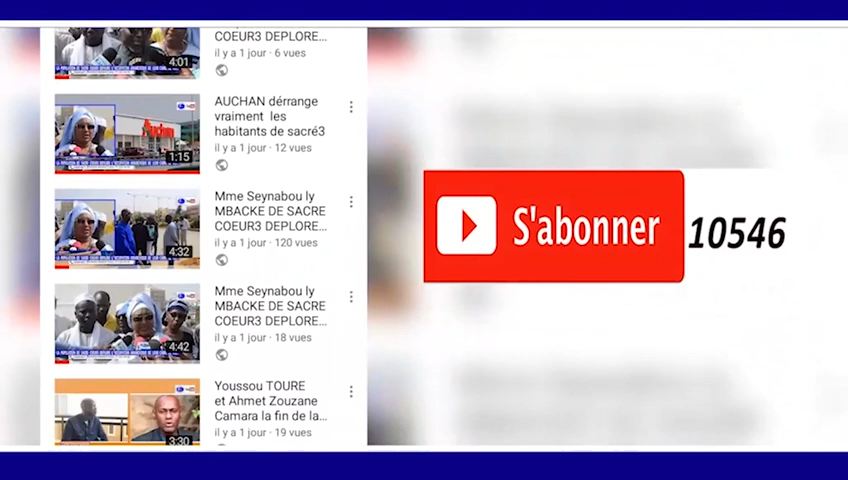 COEUR3 DEPLORE...
il y a 1 jour · 6 vues
4:01
AUCHAN dérrange
vraiment les
habitants de sacré3
il y a 1 jour · 12 vues
Auchan
1:15
Mme Seynabou ly
MBACKE DE SACRE
COEUR3 DEPLORE...
il y a 1 jour · 120 vues
4:32
Mme Seynabou ly
MBACKE DE SACRE
COEUR3 DEPLORE...
il y a 1 jour · 18 vues
4:42
Youssou TOURE
et Ahmet Zouzane
Camara la fin de la...
il y a 1 jour · 19 vues
3:30
S'abonner
10546